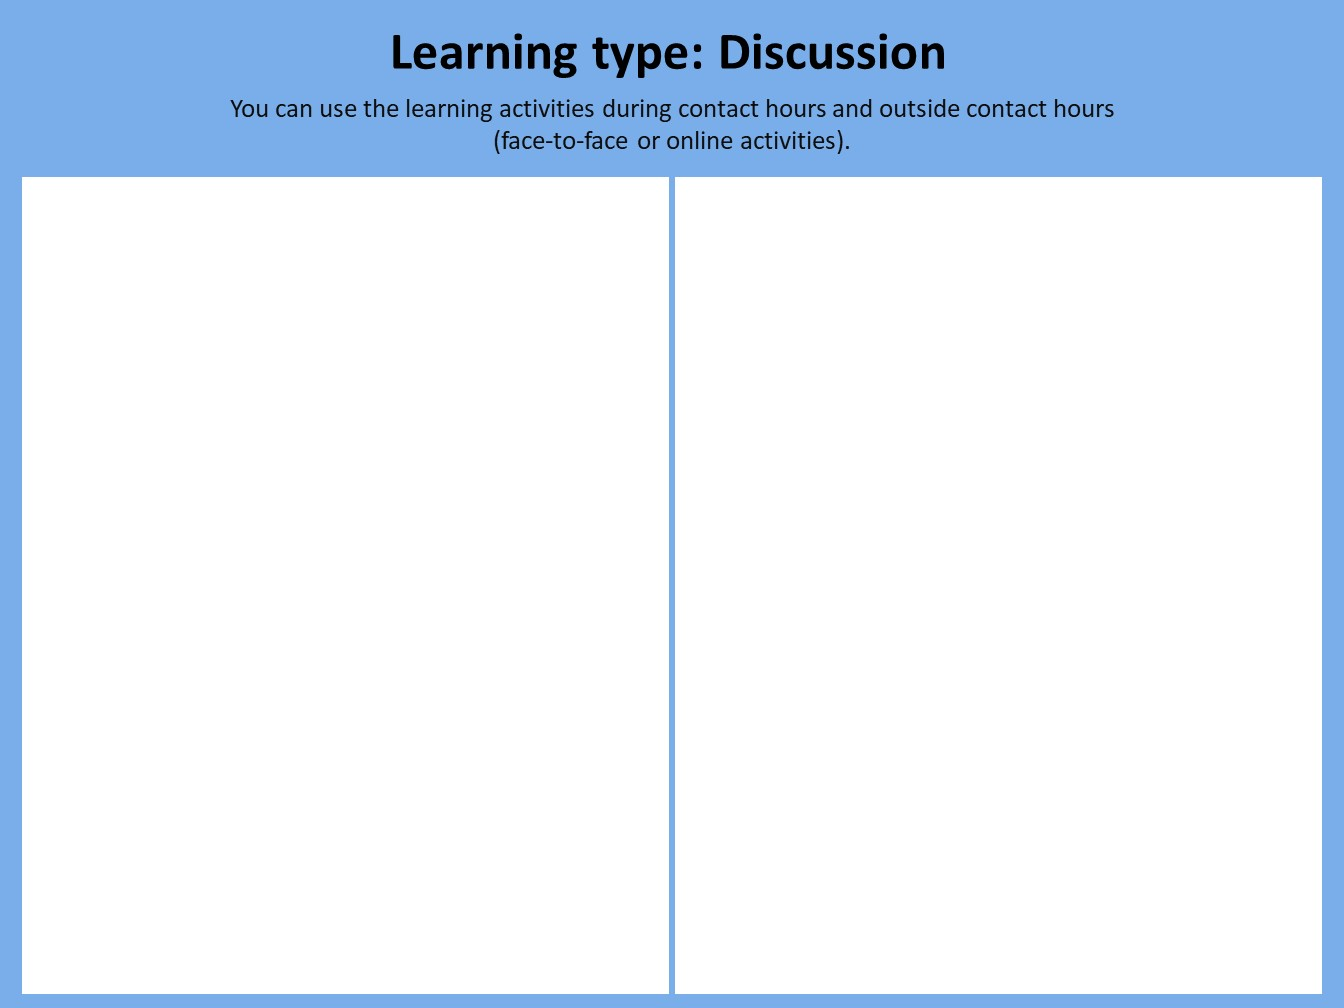 Learning type: Discussion
You can use the learning activities during contact hours and outside contact hours
(face-to-face or online activities).